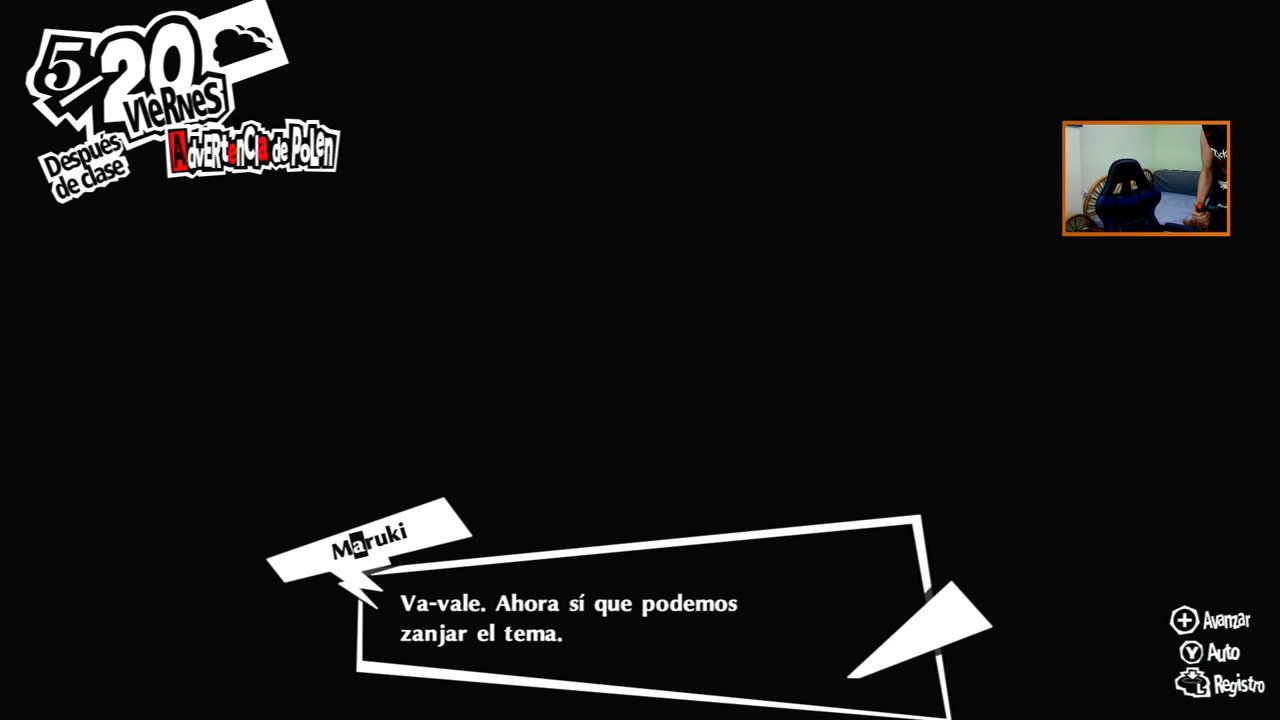 5/20
VIeRNeS
Después
de clase
AdvERtenCIa de PoLen
Maruki
Va-vale. Ahora sí que podemos
zanjar el tema.
+ Avanzar
Y Auto
L Registro